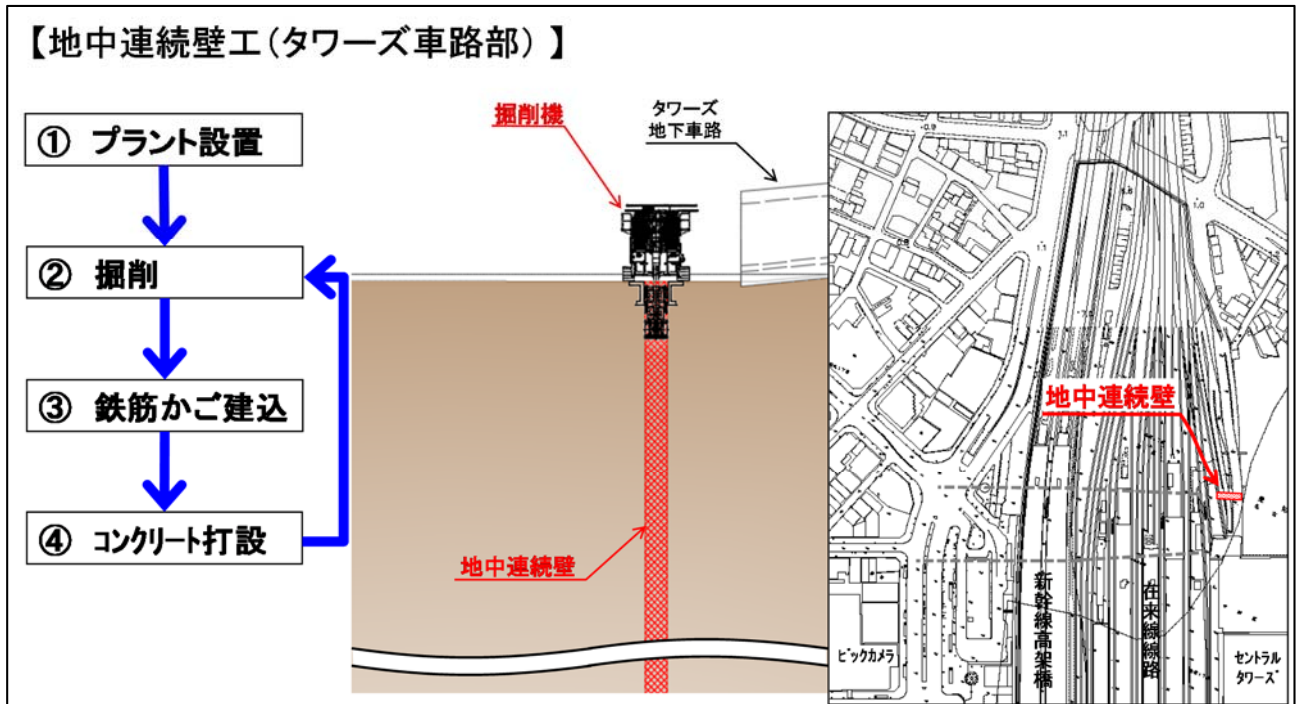 【地中連続壁工（タワーズ車路部）】
① プラント設置
② 掘削
③ 鉄筋かご建込
④ コンクリート打設
掘削機
タワーズ
地下車路
地中連続壁
地中連続壁
新幹線高架橋
在来線線路
ビックカメラ
セントラル
タワーズ